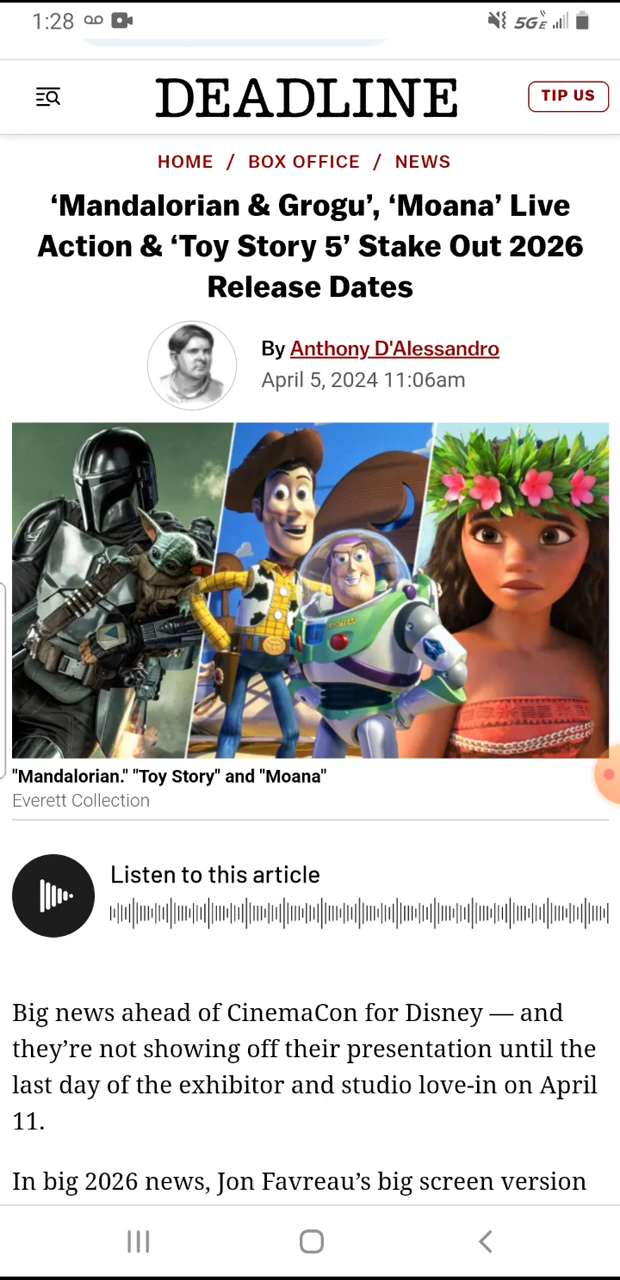 1:28
5GE
DEADLINE
TIP US
HOME / BOX OFFICE / NEWS
‘Mandalorian & Grogu’, ‘Moana’ Live
Action & ‘Toy Story 5’ Stake Out 2026
Release Dates
By Anthony D'Alessandro
April 5, 2024 11:06am
"Mandalorian." "Toy Story" and "Moana"
Everett Collection
Listen to this article
Big news ahead of CinemaCon for Disney — and
they’re not showing off their presentation until the
last day of the exhibitor and studio love-in on April
11.
In big 2026 news, Jon Favreau’s big screen version